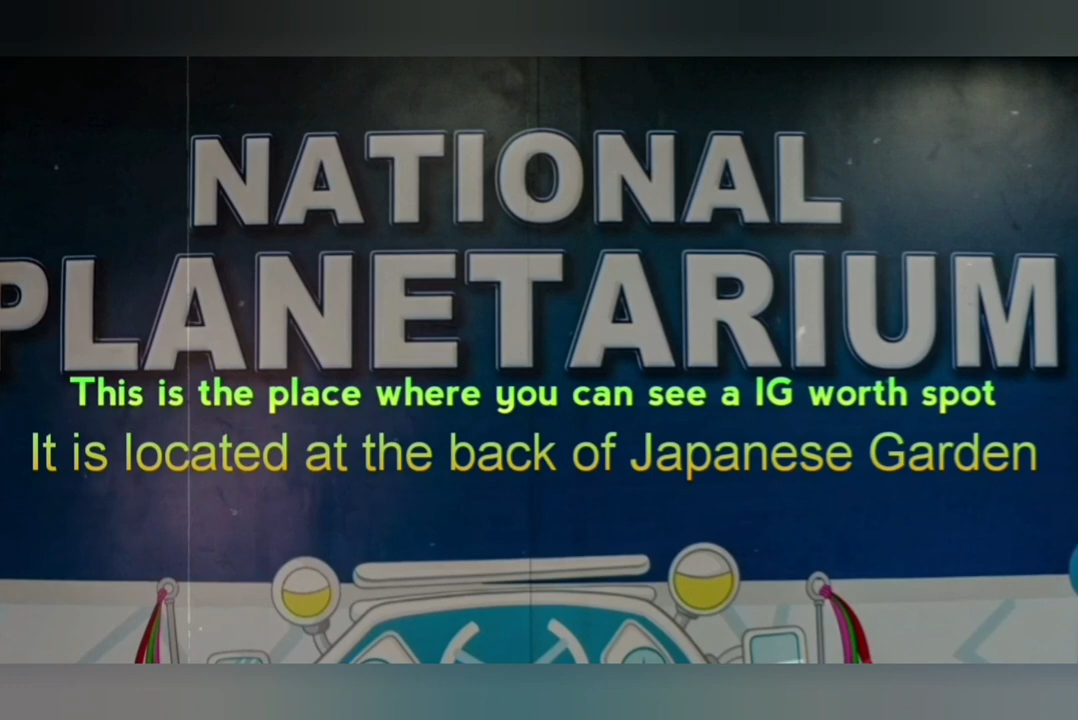 NATIONAL
PLANETARIUM
This is the place where you can see a IG worth spot
It is located at the back of Japanese Garden